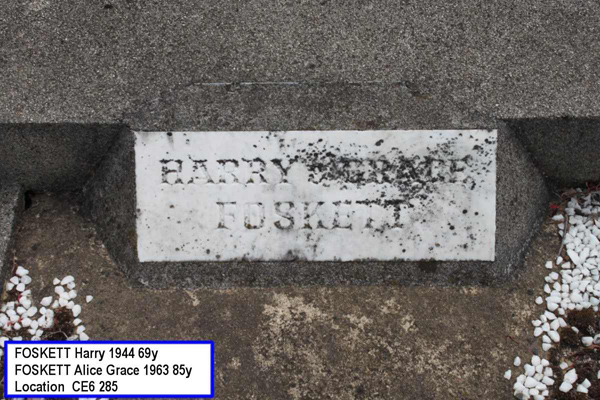 HARRY & GRACE
FOSKETT
FOSKETT Harry 1944 69y
FOSKETT Alice Grace 1963 85y
Location CE6 285